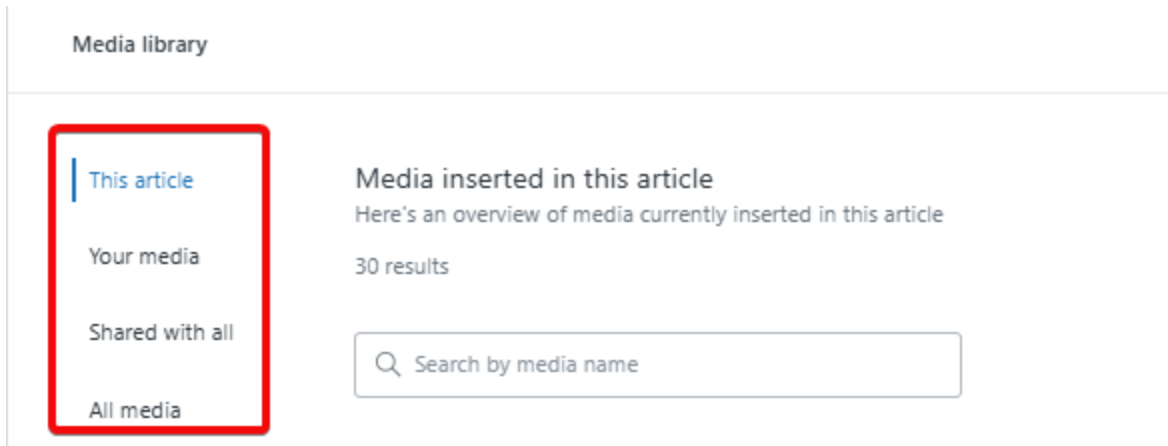 Media library
This article
Your media
Shared with all
All media
Media inserted in this article
Here's an overview of media currently inserted in this article
30 results
Search by media name